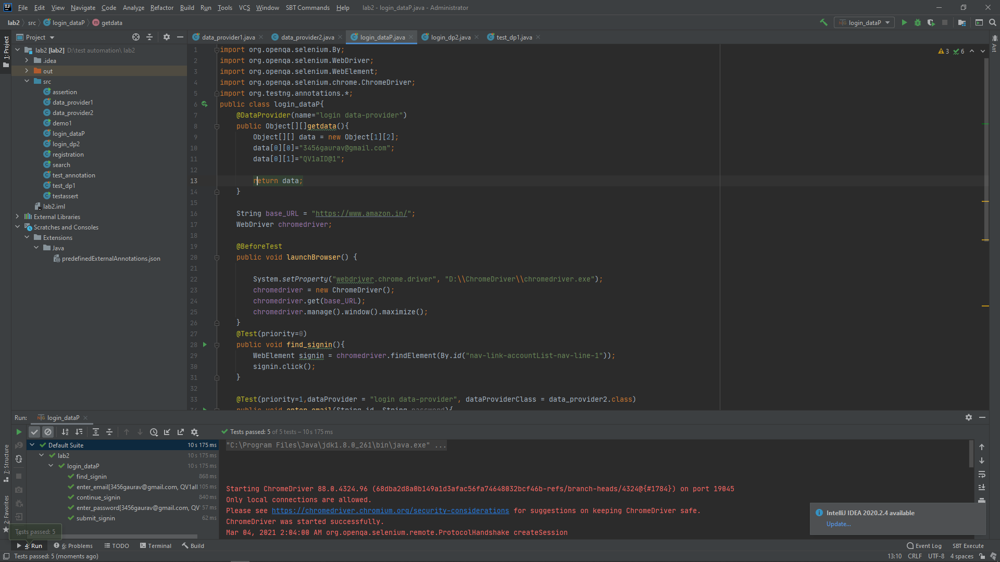 File Edit View Navigate Code Analyze Refactor Build Run Tools VCS Window SBT Commands Help lab2 - login_dataP.java - Administrator
lab2 src login_dataP getdata login_dataP
Project data_provider1.java data_provider2.java login_dataP.java login_dp2.java test_dp1.java
1: Project
Ant
lab2 [lab2] D:\test automation\ lab2
.idea
out
src
assertion
data_provider1
data_provider2
demo1
login_dataP
login_dp2
registration
search
test_annotation
test_dp1
testassert
lab2.iml
External Libraries
Scratches and Consoles
Extensions
Java
predefinedExternalAnnotations.json
3 6
1 import org.openqa.selenium.By;
2 import org.openqa.selenium.WebDriver;
3 import org.openqa.selenium.WebElement;
4 import org.openqa.selenium.chrome.ChromeDriver;
5 import org.testng.annotations.*;
6 public class login_dataP{
7 @DataProvider(name="login data-provider")
8 public Object[][]getdata(){
9 Object[][] data = new Object[1][2];
10 data[0][0]="3456gaurav@gmail.com";
11 data[0][1]="QV1aID@1";
12
13 return data;
14 }
15
16 String base_URL = "https://www.amazon.in/";
17 WebDriver chromedriver;
18
19 @BeforeTest
20 public void launchBrowser() {
21
22 System.setProperty("webdriver.chrome.driver", "D:\\ChromeDriver\\chromedriver.exe");
23 chromedriver = new ChromeDriver();
24 chromedriver.get(base_URL);
25 chromedriver.manage().window().maximize();
26 }
27 @Test(priority=0)
28 public void find_signin(){
29 WebElement signin = chromedriver.findElement(By.id("nav-link-accountList-nav-line-1"));
30 signin.click();
31 }
32
33 @Test(priority=1,dataProvider = "login data-provider", dataProviderClass = data_provider2.class)
34 public void enter_email(String id, String password){
Run: login_dataP
Tests passed: 5 of 5 tests – 10 s 175 ms
Default Suite 10 s 175 ms
lab2 10 s 175 ms
login_dataP 10 s 175 ms
find_signin 868 ms
enter_email[3456gaurav@gmail.com, QV1aI 105 ms
continue_signin 840 ms
enter_password[3456gaurav@gmail.com, QV 57 ms
submit_signin 62 ms
"C:\Program Files\Java\jdk1.8.0_261\bin\java.exe" ...
Starting ChromeDriver 88.0.4324.96 (68dba2d8a0b149a1d3afac56fa74648032bcf46b-refs/branch-heads/4324@{#1784}) on port 19045
Only local connections are allowed.
Please see https://chromedriver.chromium.org/security-considerations for suggestions on keeping ChromeDriver safe.
ChromeDriver was started successfully.
Mar 04, 2021 2:04:00 AM org.openqa.selenium.remote.ProtocolHandshake createSession
IntelliJ IDEA 2020.2.4 available
Update...
7: Structure
2: Favorites
Tests passed: 5
4: Run 6: Problems TODO Terminal Build Event Log SBT Execute
Tests passed: 5 (moments ago) 13:10 CRLF UTF-8 4 spaces